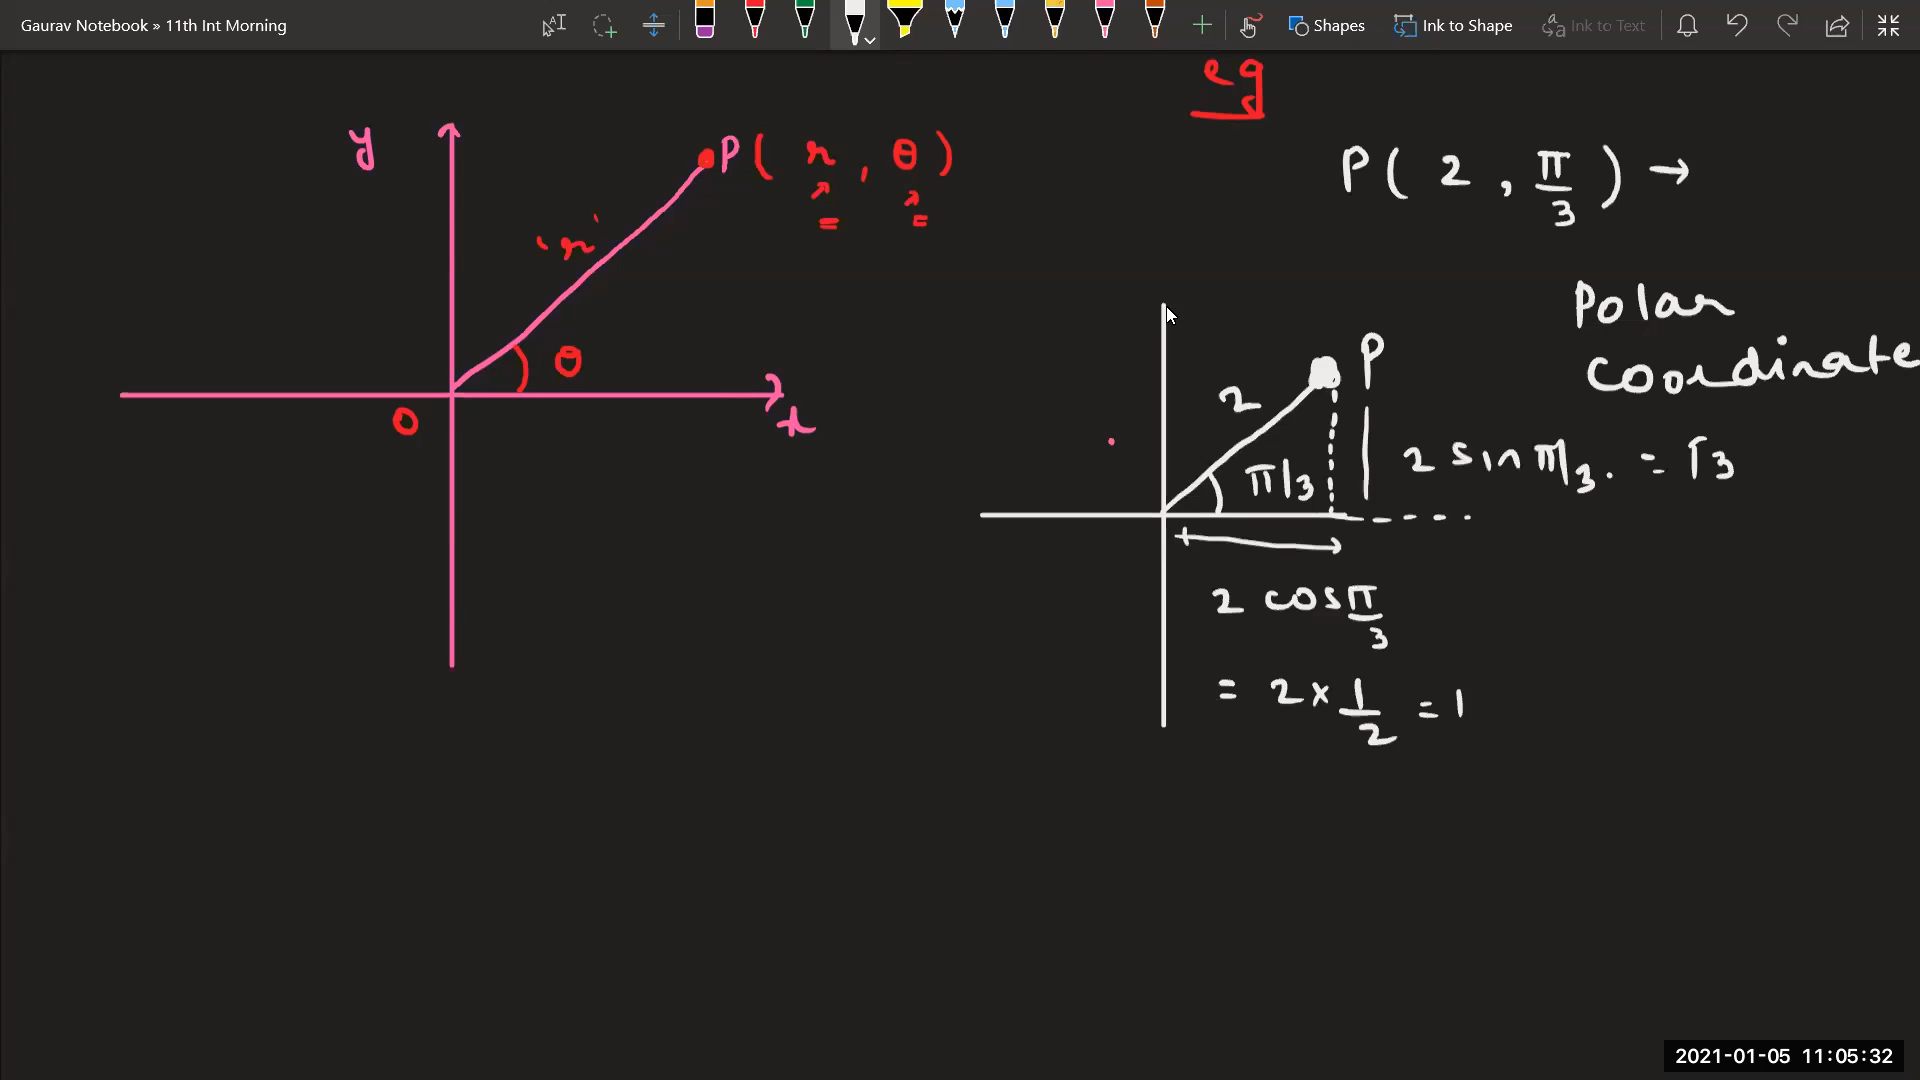 Gaurav Notebook » 11th Int Morning
Shapes
Ink to Shape
Ink to Text
eg
y
P ( r , θ )
'r'
θ
O
x
P ( 2 , π/3 ) →
Polar
coordinate
P
2
π/3
2 sin π/3 . = √3
2 cos π/3
= 2 × 1/2 = 1
2021-01-05 11:05:32